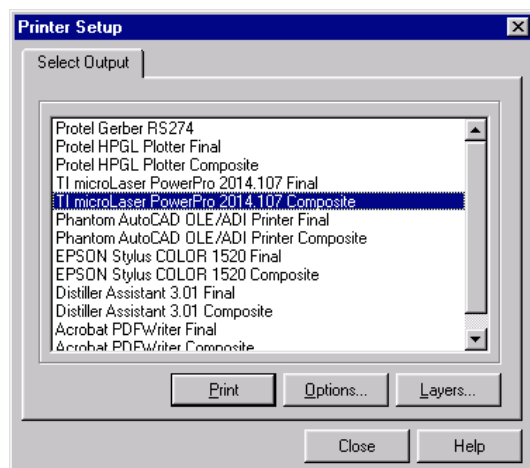 Printer Setup
Select Output
Protel Gerber RS274
Protel HPGL Plotter Final
Protel HPGL Plotter Composite
TI microLaser PowerPro 2014.107 Final
TI microLaser PowerPro 2014.107 Composite
Phantom AutoCAD OLE/ADI Printer Final
Phantom AutoCAD OLE/ADI Printer Composite
EPSON Stylus COLOR 1520 Final
EPSON Stylus COLOR 1520 Composite
Distiller Assistant 3.01 Final
Distiller Assistant 3.01 Composite
Acrobat PDFWriter Final
Acrobat PDFWriter Composite
Print Options... Layers...
Close Help